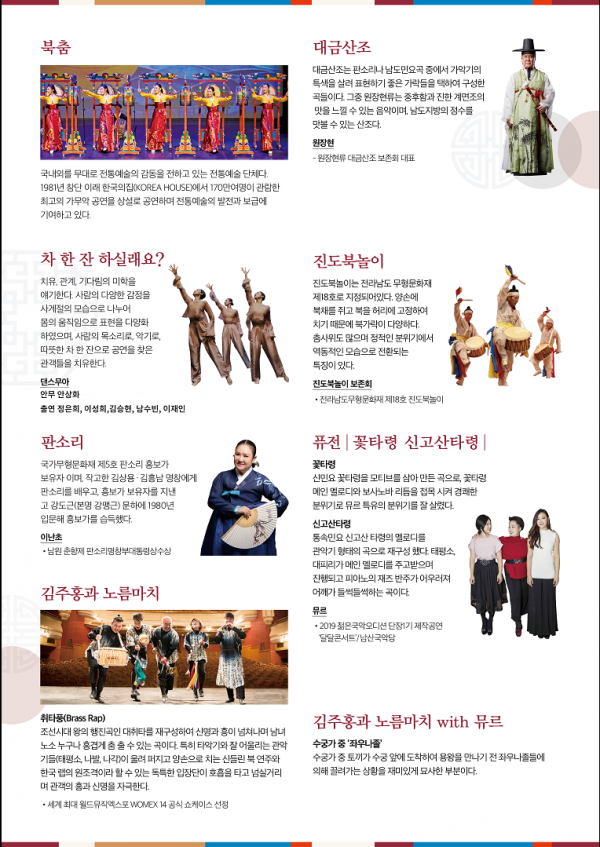 북춤
국내외를 무대로 전통예술의 감동을 전하고 있는 전통예술 단체다.
1981년 창단 이래 한국의집(KOREA HOUSE)에서 170만여명이 관람한
최고의 가무악 공연을 상설로 공연하며 전통예술의 발전과 보급에
기여하고 있다.
대금산조
대금산조는 판소리나 남도민요곡 중에서 가악기의
특색을 살려 표현하기 좋은 가락들을 택하여 구성한
곡들이다. 그중 원장현류는 중후함과 진한 계면조의
맛을 느낄 수 있는 음악이며, 남도지방의 정수를
맛볼 수 있는 산조다.
원장현
- 원장현류 대금산조 보존회 대표
차 한 잔 하실래요?
치유, 관계, 기다림의 미학을
얘기한다. 사람의 다양한 감정을
사계절의 모습으로 나누어
몸의 움직임으로 표현을 다양화
하였으며, 사람의 목소리로, 악기로,
따뜻한 차 한 잔으로 공연을 찾은
관객들을 치유한다.
댄스무아
안무 안상화
출연 정은희, 이성희,김승현, 남수빈, 이재인
진도북놀이
진도북놀이는 전라남도 무형문화재
제18호로 지정되어있다. 양손에
북채를 쥐고 북을 허리에 고정하여
치기 때문에 북가락이 다양하다.
춤사위도 많으며 정적인 분위기에서
역동적인 모습으로 전환되는
특징이 있다.
진도북놀이 보존회
• 전라남도무형문화재 제18호 진도북놀이
판소리
국가무형문화재 제5호 판소리 흥보가
보유자 이며, 작고한 김상용 · 김흥남 명창에게
판소리를 배우고, 흥보가 보유자를 지낸
고 강도근(본명 강맹근) 문하에 1980년
입문해 흥보가를 습득했다.
이난초
• 남원 춘향제 판소리명창부대통령상수상
퓨전 | 꽃타령 신고산타령 |
꽃타령
신민요 꽃타령을 모티브를 삼아 만든 곡으로, 꽃타령
메인 멜로디와 보사노바 리듬을 접목 시켜 경쾌한
분위기로 뮤르 특유의 분위기를 잘 살렸다.
신고산타령
통속민요 신고산 타령의 멜로디를
관악기 형태의 곡으로 재구성 했다. 태평소,
대피리가 메인 멜로디를 주고받으며
진행되고 피아노의 재즈 반주가 어우러져
어깨가 들썩들썩하는 곡이다.
뮤르
• 2019 젊은국악오디션 단장1기 제작공연
'달달콘서트'/남산국악당
김주홍과 노름마치
취타풍(Brass Rap)
조선시대 왕의 행진곡인 대취타를 재구성하여 신명과 흥이 넘쳐나며 남녀
노소 누구나 흥겹게 춤 출 수 있는 곡이다. 특히 타악기와 잘 어울리는 관악
기들(태평소, 나발, 나각)이 울려 퍼지고 양손으로 치는 신들린 북 연주와
한국 랩의 원조격이라 할 수 있는 독특한 입장단이 호흡을 타고 넘실거리
며 관객의 흥과 신명을 자극한다.
• 세계 최대 월드뮤직엑스포 WOMEX 14 공식 쇼케이스 선정
김주홍과 노름마치 with 뮤르
수궁가 중 '좌우나졸'
수궁가 중 토끼가 수궁 앞에 도착하여 용왕을 만나기 전 좌우나졸들에
의해 끌려가는 상황을 재미있게 묘사한 부분이다.